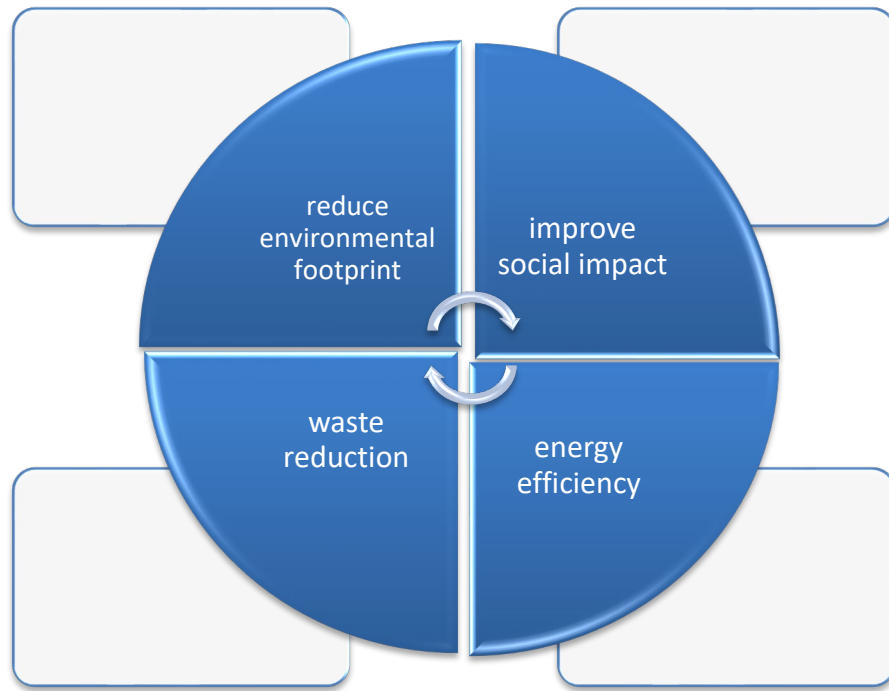 reduce
environmental
footprint
improve
social impact
waste
reduction
energy
efficiency